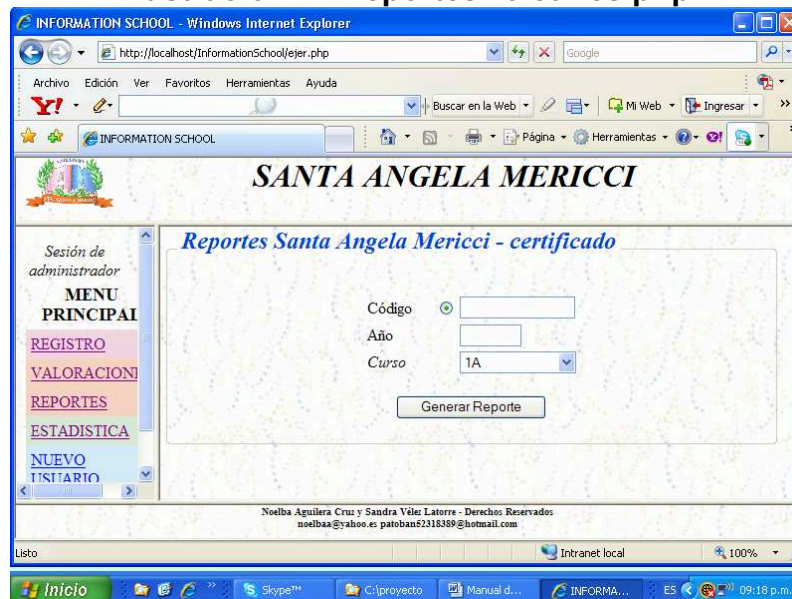 INFORMATION SCHOOL - Windows Internet Explorer
http://localhost/InformationSchool/ejer.php
Google
Archivo Edición Ver Favoritos Herramientas Ayuda
Y! Buscar en la Web Mi Web Ingresar »
INFORMATION SCHOOL Página Herramientas
SANTA ANGELA MERICCI
Sesión de
administrador
MENU
PRINCIPAL
REGISTRO
VALORACIONE
REPORTES
ESTADISTICA
NUEVO
USUARIO
Reportes Santa Angela Mericci - certificado
Código
Año
Curso 1A
Generar Reporte
Noelba Aguilera Cruz y Sandra Vélez Latorre - Derechos Reservados
noelbaa@yahoo.es patoban52318389@hotmail.com
Listo Intranet local 100%
Inicio » Skype™ C:\proyecto Manual d... INFORMA... ES 09:18 p.m.